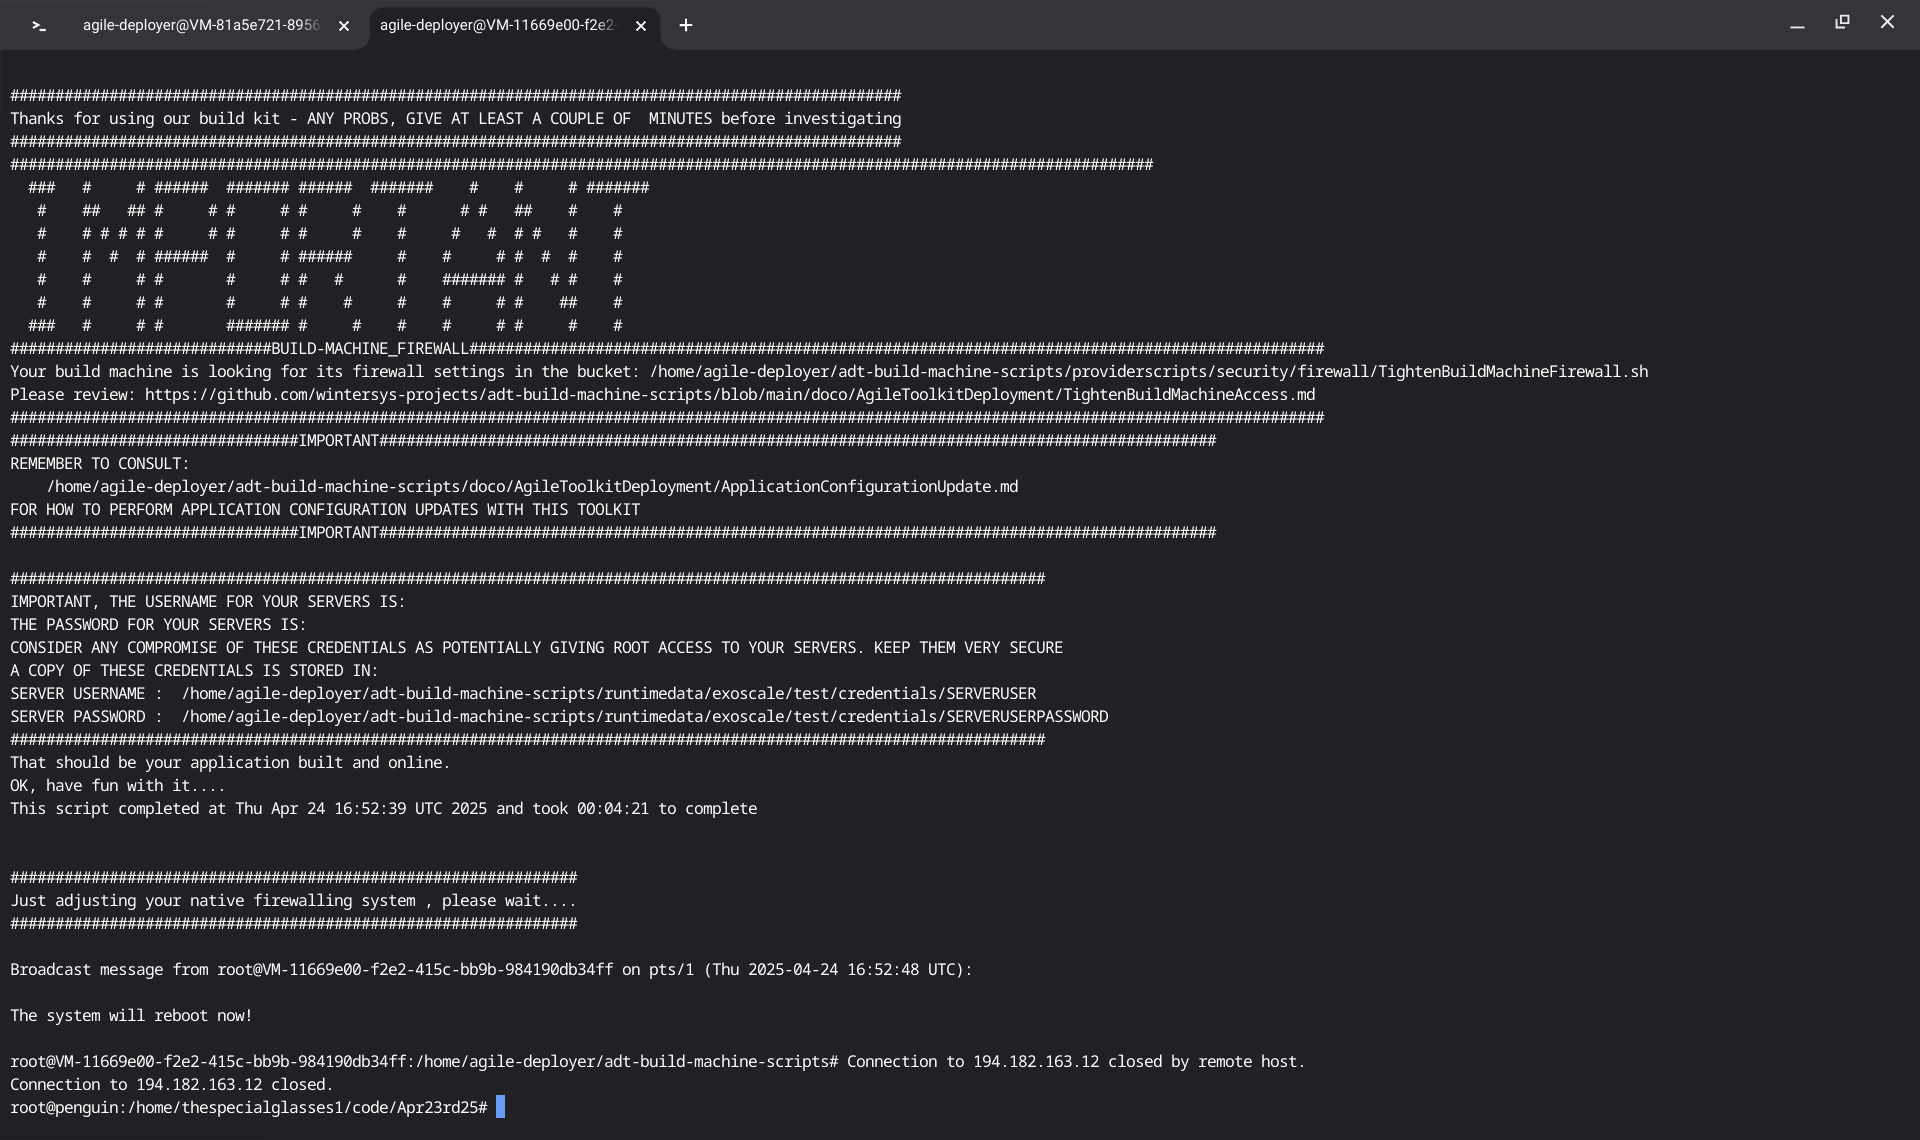 agile-deployer@VM-81a5e721-8956
agile-deployer@VM-11669e00-f2e2-
###################################################################################################
Thanks for using our build kit - ANY PROBS, GIVE AT LEAST A COUPLE OF  MINUTES before investigating
###################################################################################################
###############################################################################################################################
  ###   #     # ######  ####### ######  #######    #    #     # #######
   #    ##   ## #     # #     # #     #    #      # #   ##    #    #
   #    # # # # #     # #     # #     #    #     #   #  # #   #    #
   #    #  #  # ######  #     # ######     #    #     # #  #  #    #
   #    #     # #       #     # #   #      #    ####### #   # #    #
   #    #     # #       #     # #    #     #    #     # #    ##    #
  ###   #     # #       ####### #     #    #    #     # #     #    #
#############################BUILD-MACHINE_FIREWALL###############################################################################################
Your build machine is looking for its firewall settings in the bucket: /home/agile-deployer/adt-build-machine-scripts/providerscripts/security/firewall/TightenBuildMachineFirewall.sh
Please review: https://github.com/wintersys-projects/adt-build-machine-scripts/blob/main/doco/AgileToolkitDeployment/TightenBuildMachineAccess.md
##################################################################################################################################################
################################IMPORTANT#############################################################################################
REMEMBER TO CONSULT:
    /home/agile-deployer/adt-build-machine-scripts/doco/AgileToolkitDeployment/ApplicationConfigurationUpdate.md
FOR HOW TO PERFORM APPLICATION CONFIGURATION UPDATES WITH THIS TOOLKIT
################################IMPORTANT#############################################################################################
###################################################################################################################
IMPORTANT, THE USERNAME FOR YOUR SERVERS IS:
THE PASSWORD FOR YOUR SERVERS IS:
CONSIDER ANY COMPROMISE OF THESE CREDENTIALS AS POTENTIALLY GIVING ROOT ACCESS TO YOUR SERVERS. KEEP THEM VERY SECURE
A COPY OF THESE CREDENTIALS IS STORED IN:
SERVER USERNAME :  /home/agile-deployer/adt-build-machine-scripts/runtimedata/exoscale/test/credentials/SERVERUSER
SERVER PASSWORD :  /home/agile-deployer/adt-build-machine-scripts/runtimedata/exoscale/test/credentials/SERVERUSERPASSWORD
###################################################################################################################
That should be your application built and online.
OK, have fun with it....
This script completed at Thu Apr 24 16:52:39 UTC 2025 and took 00:04:21 to complete
###############################################################
Just adjusting your native firewalling system , please wait....
###############################################################
Broadcast message from root@VM-11669e00-f2e2-415c-bb9b-984190db34ff on pts/1 (Thu 2025-04-24 16:52:48 UTC):
The system will reboot now!
root@VM-11669e00-f2e2-415c-bb9b-984190db34ff:/home/agile-deployer/adt-build-machine-scripts# Connection to 194.182.163.12 closed by remote host.
Connection to 194.182.163.12 closed.
root@penguin:/home/thespecialglasses1/code/Apr23rd25#